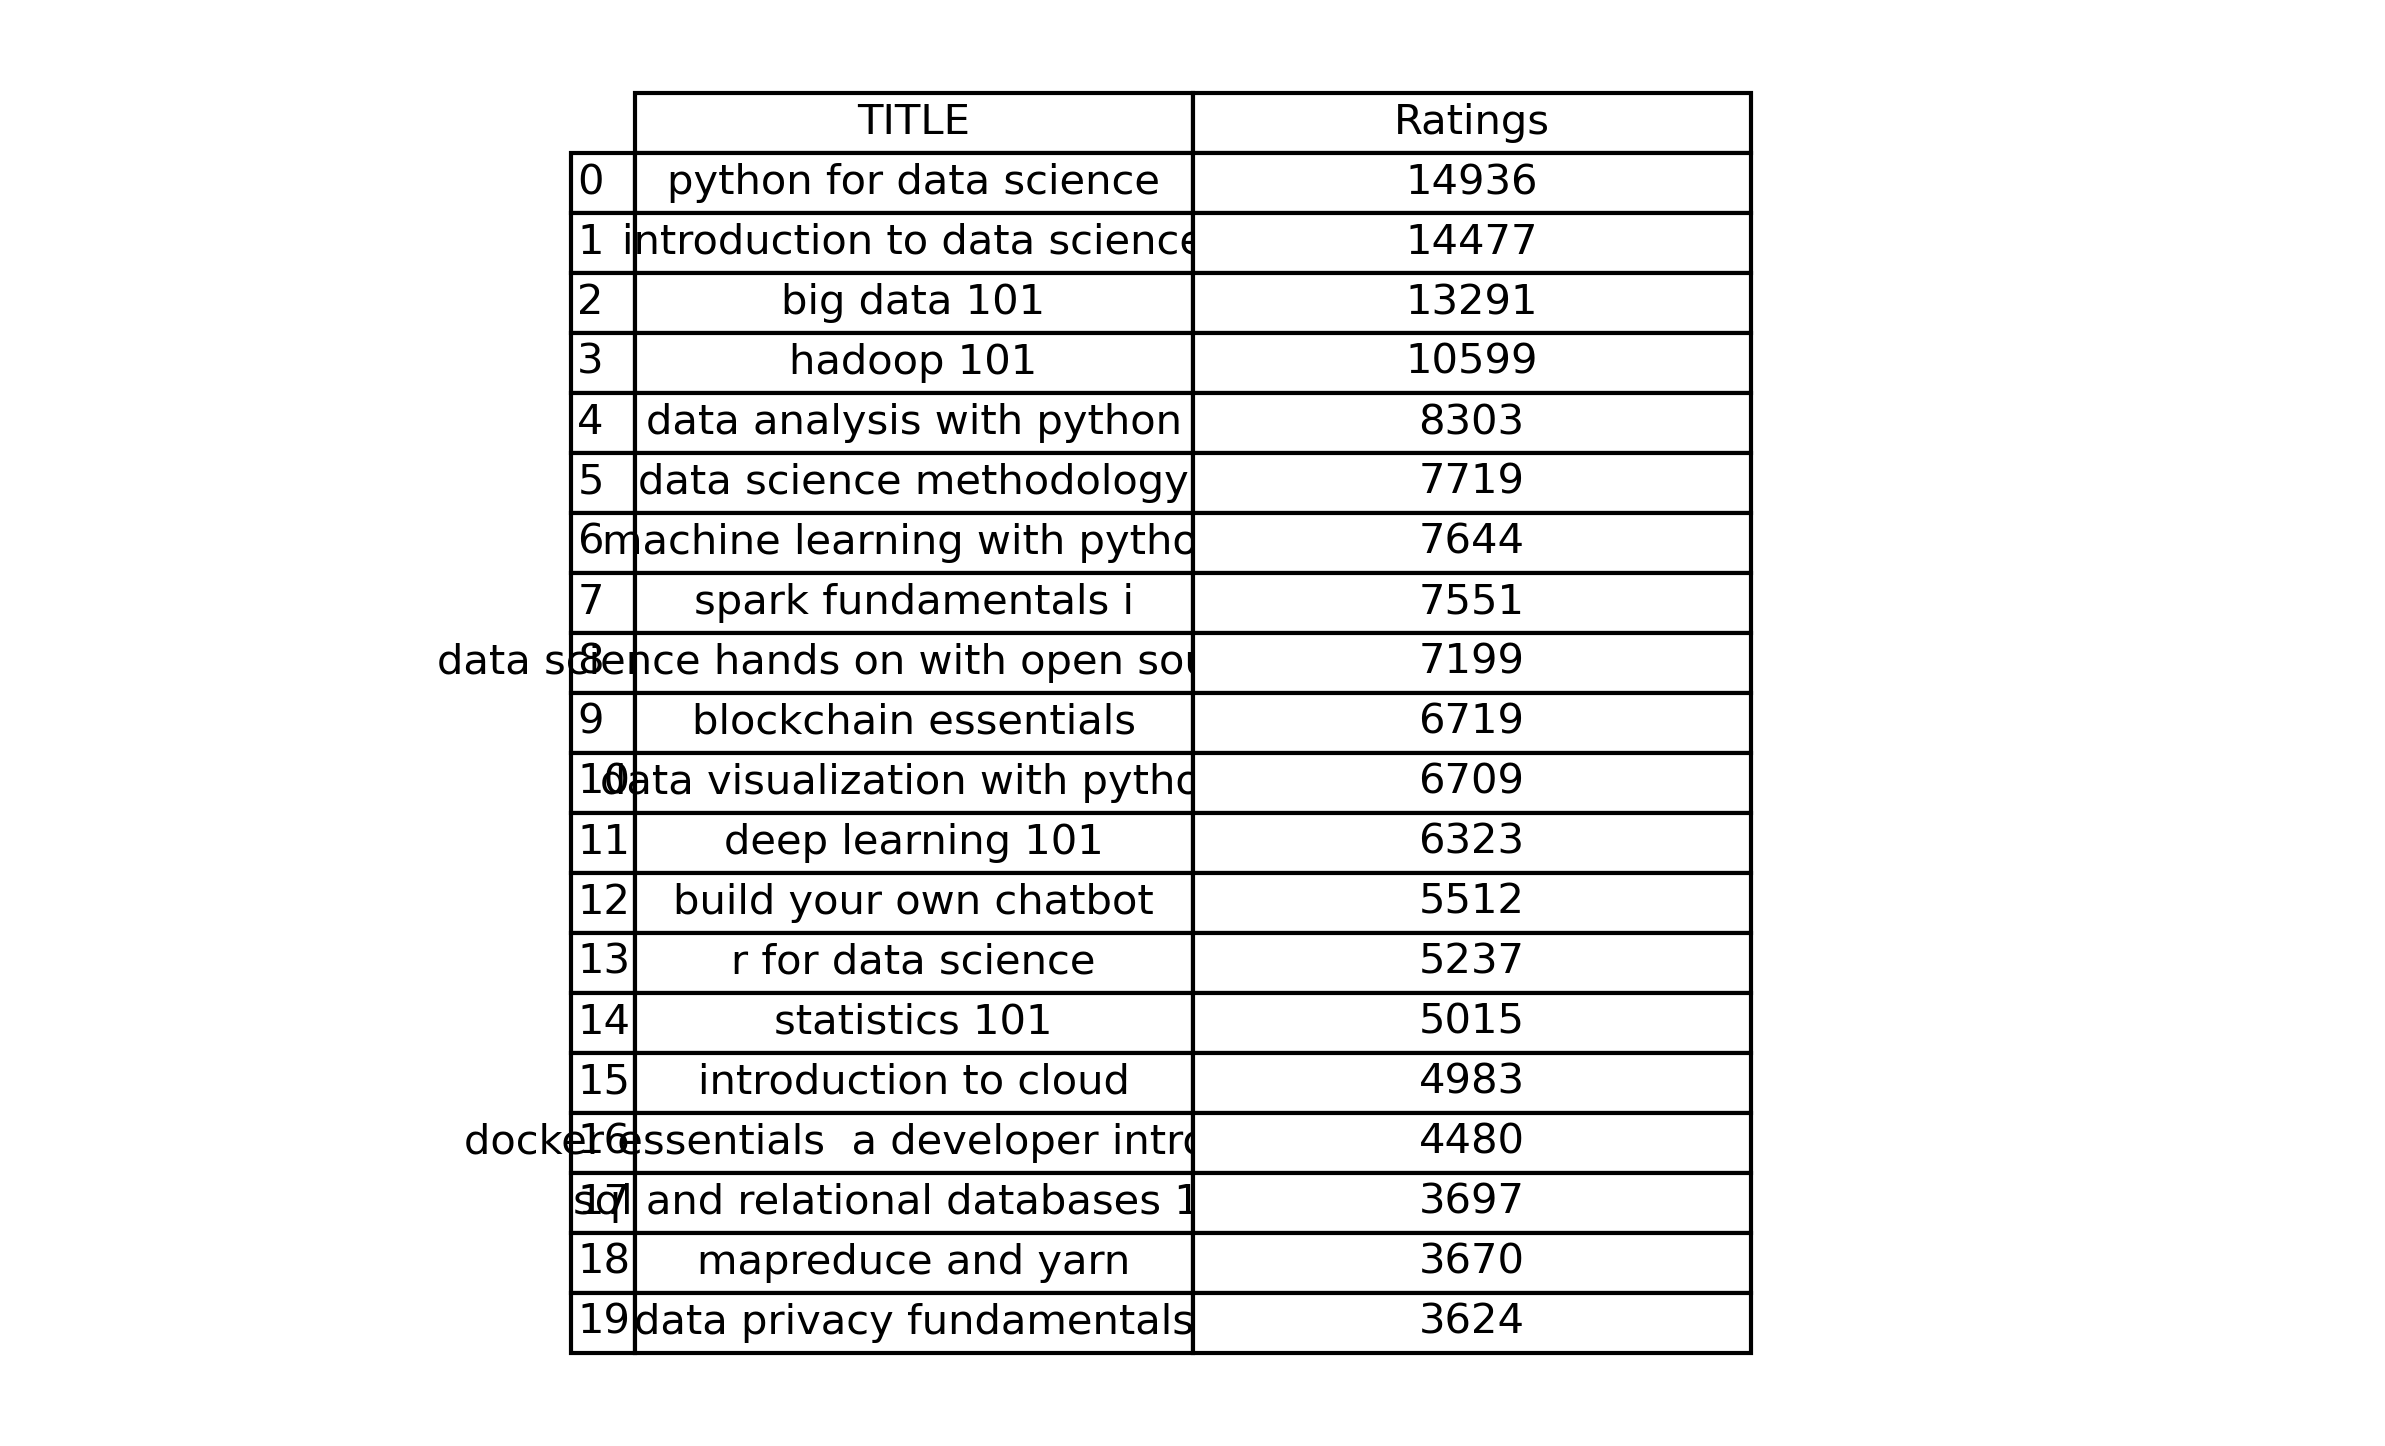 TITLE Ratings
0 python for data science 14936
1 introduction to data science 14477
2 big data 101 13291
3 hadoop 101 10599
4 data analysis with python 8303
5 data science methodology 7719
6 machine learning with pytho 7644
7 spark fundamentals i 7551
8 data science hands on with open sou 7199
9 blockchain essentials 6719
10 data visualization with pytho 6709
11 deep learning 101 6323
12 build your own chatbot 5512
13 r for data science 5237
14 statistics 101 5015
15 introduction to cloud 4983
16 docker essentials  a developer intro 4480
17 sql and relational databases 1 3697
18 mapreduce and yarn 3670
19 data privacy fundamentals 3624